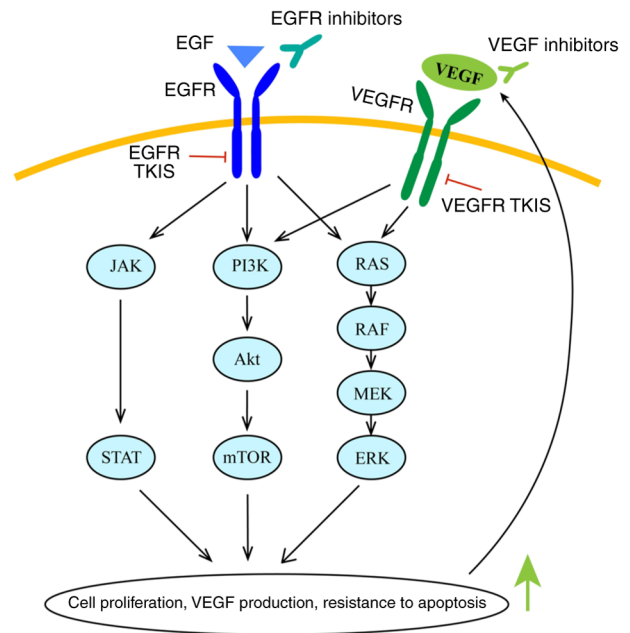 EGFR inhibitors
EGF
VEGF inhibitors
VEGF
EGFR
VEGFR
EGFR
TKIS
VEGFR TKIS
JAK
PI3K
RAS
RAF
Akt
MEK
STAT
mTOR
ERK
Cell proliferation, VEGF production, resistance to apoptosis